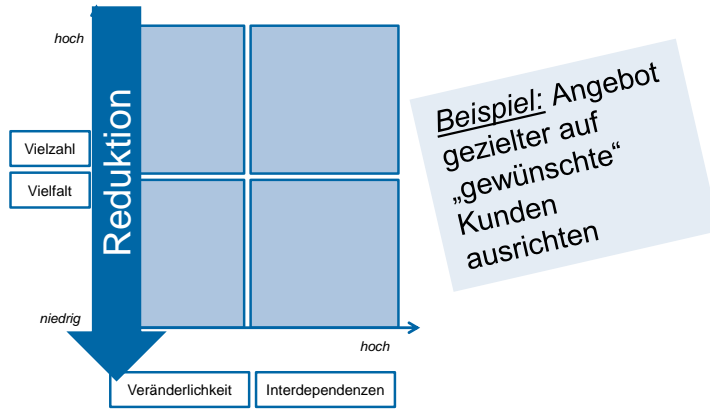 hoch
Reduktion
Vielzahl
Vielfalt
niedrig
hoch
Veränderlichkeit
Interdependenzen
Beispiel: Angebot
gezielter auf
„gewünschte“
Kunden
ausrichten